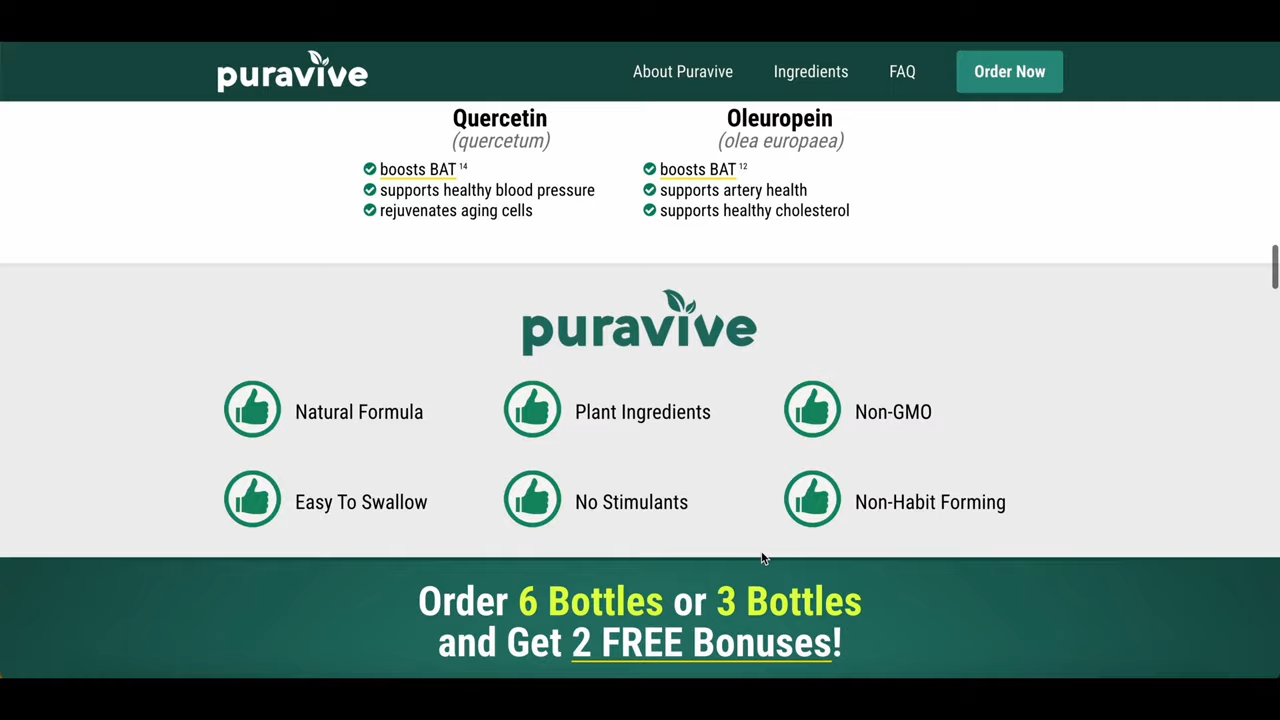 puravive
About Puravive
Ingredients
FAQ
Order Now
Quercetin
(quercetum)
boosts BAT 14
supports healthy blood pressure
rejuvenates aging cells
Oleuropein
(olea europaea)
boosts BAT 12
supports artery health
supports healthy cholesterol
puravive
Natural Formula
Plant Ingredients
Non-GMO
Easy To Swallow
No Stimulants
Non-Habit Forming
Order 6 Bottles or 3 Bottles
and Get 2 FREE Bonuses!